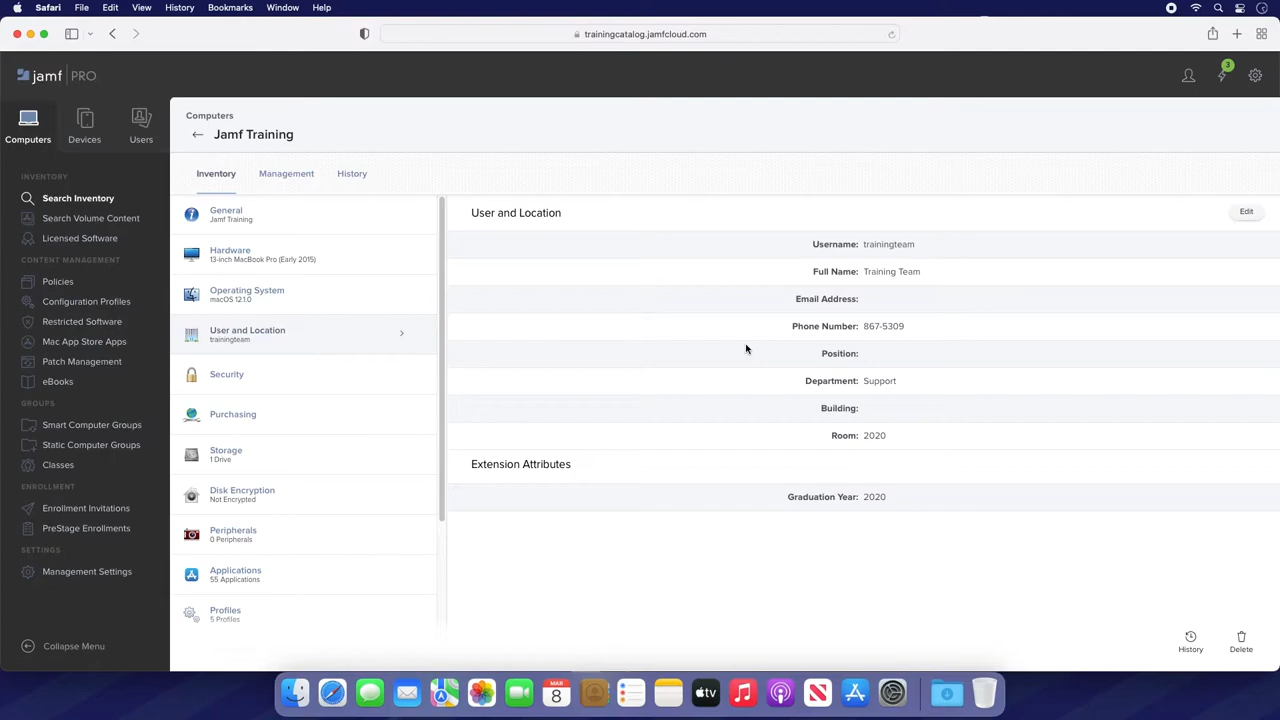 Safari File Edit View History Bookmarks Window Help
trainingcatalog.jamfcloud.com
jamf PRO
3
Computers Devices Users
INVENTORY
Search Inventory
Search Volume Content
Licensed Software
CONTENT MANAGEMENT
Policies
Configuration Profiles
Restricted Software
Mac App Store Apps
Patch Management
eBooks
GROUPS
Smart Computer Groups
Static Computer Groups
Classes
ENROLLMENT
Enrollment Invitations
PreStage Enrollments
SETTINGS
Management Settings
Collapse Menu
Computers
Jamf Training
Inventory Management History
General
Jamf Training
Hardware
13-inch MacBook Pro (Early 2015)
Operating System
macOS 12.1.0
User and Location
trainingteam
Security
Purchasing
Storage
1 Drive
Disk Encryption
Not Encrypted
Peripherals
0 Peripherals
Applications
55 Applications
Profiles
5 Profiles
User and Location
Edit
Username: trainingteam
Full Name: Training Team
Email Address:
Phone Number: 867-5309
Position:
Department: Support
Building:
Room: 2020
Extension Attributes
Graduation Year: 2020
History Delete
MAR
8
tv